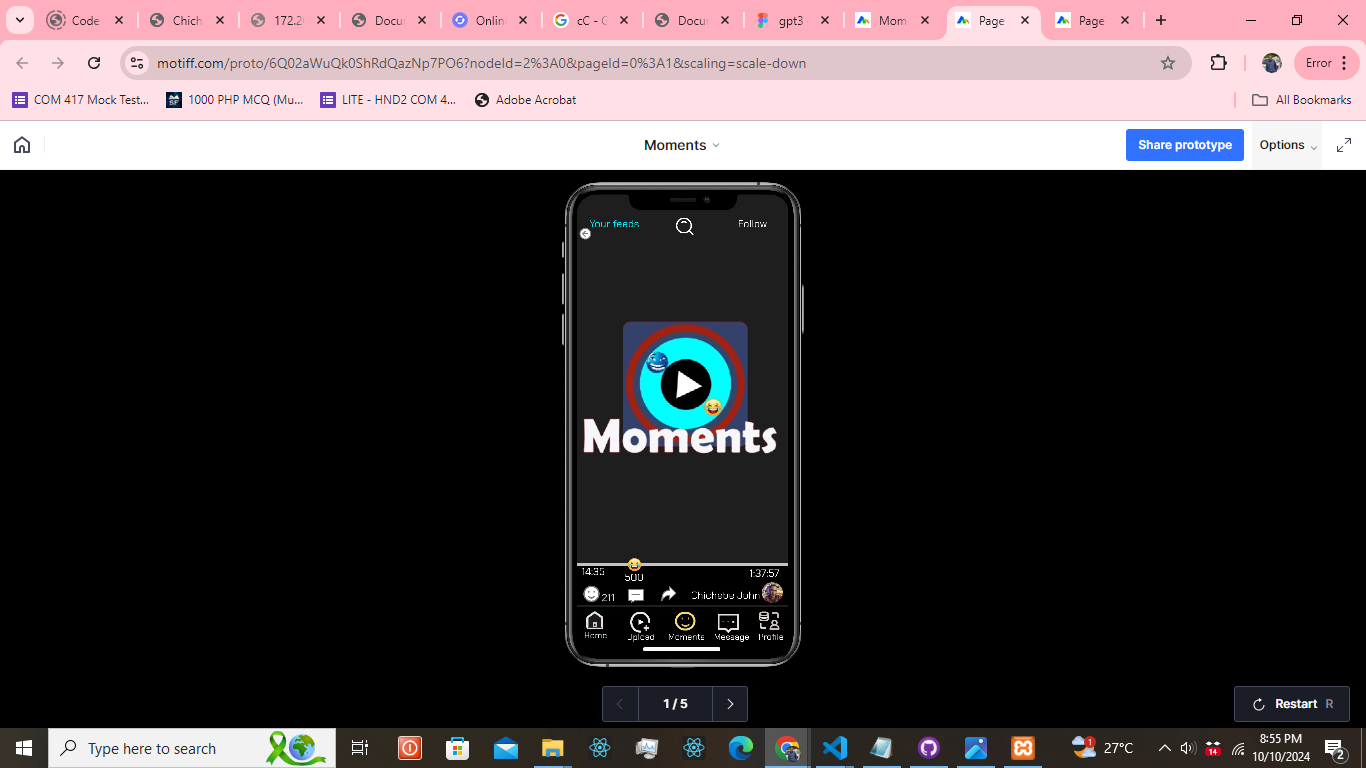 Code
Chich
172.2
Docu
Onlin
cC - G
Docu
gpt3
Mom
Page
Page
motiff.com/proto/6Q02aWuQk0ShRdQazNp7PO6?nodeId=2%3A0&pageId=0%3A1&scaling=scale-down
Error
COM 417 Mock Test...
1000 PHP MCQ (Mu...
LITE - HND2 COM 4...
Adobe Acrobat
All Bookmarks
Moments
Share prototype
Options
Your feeds
Follow
Moments
14:35
500
1:37:57
211
Chichebe John
Home
Upload
Moments
Message
Profile
1 / 5
Restart R
Type here to search
14
27°C
1
8:55 PM
10/10/2024
2